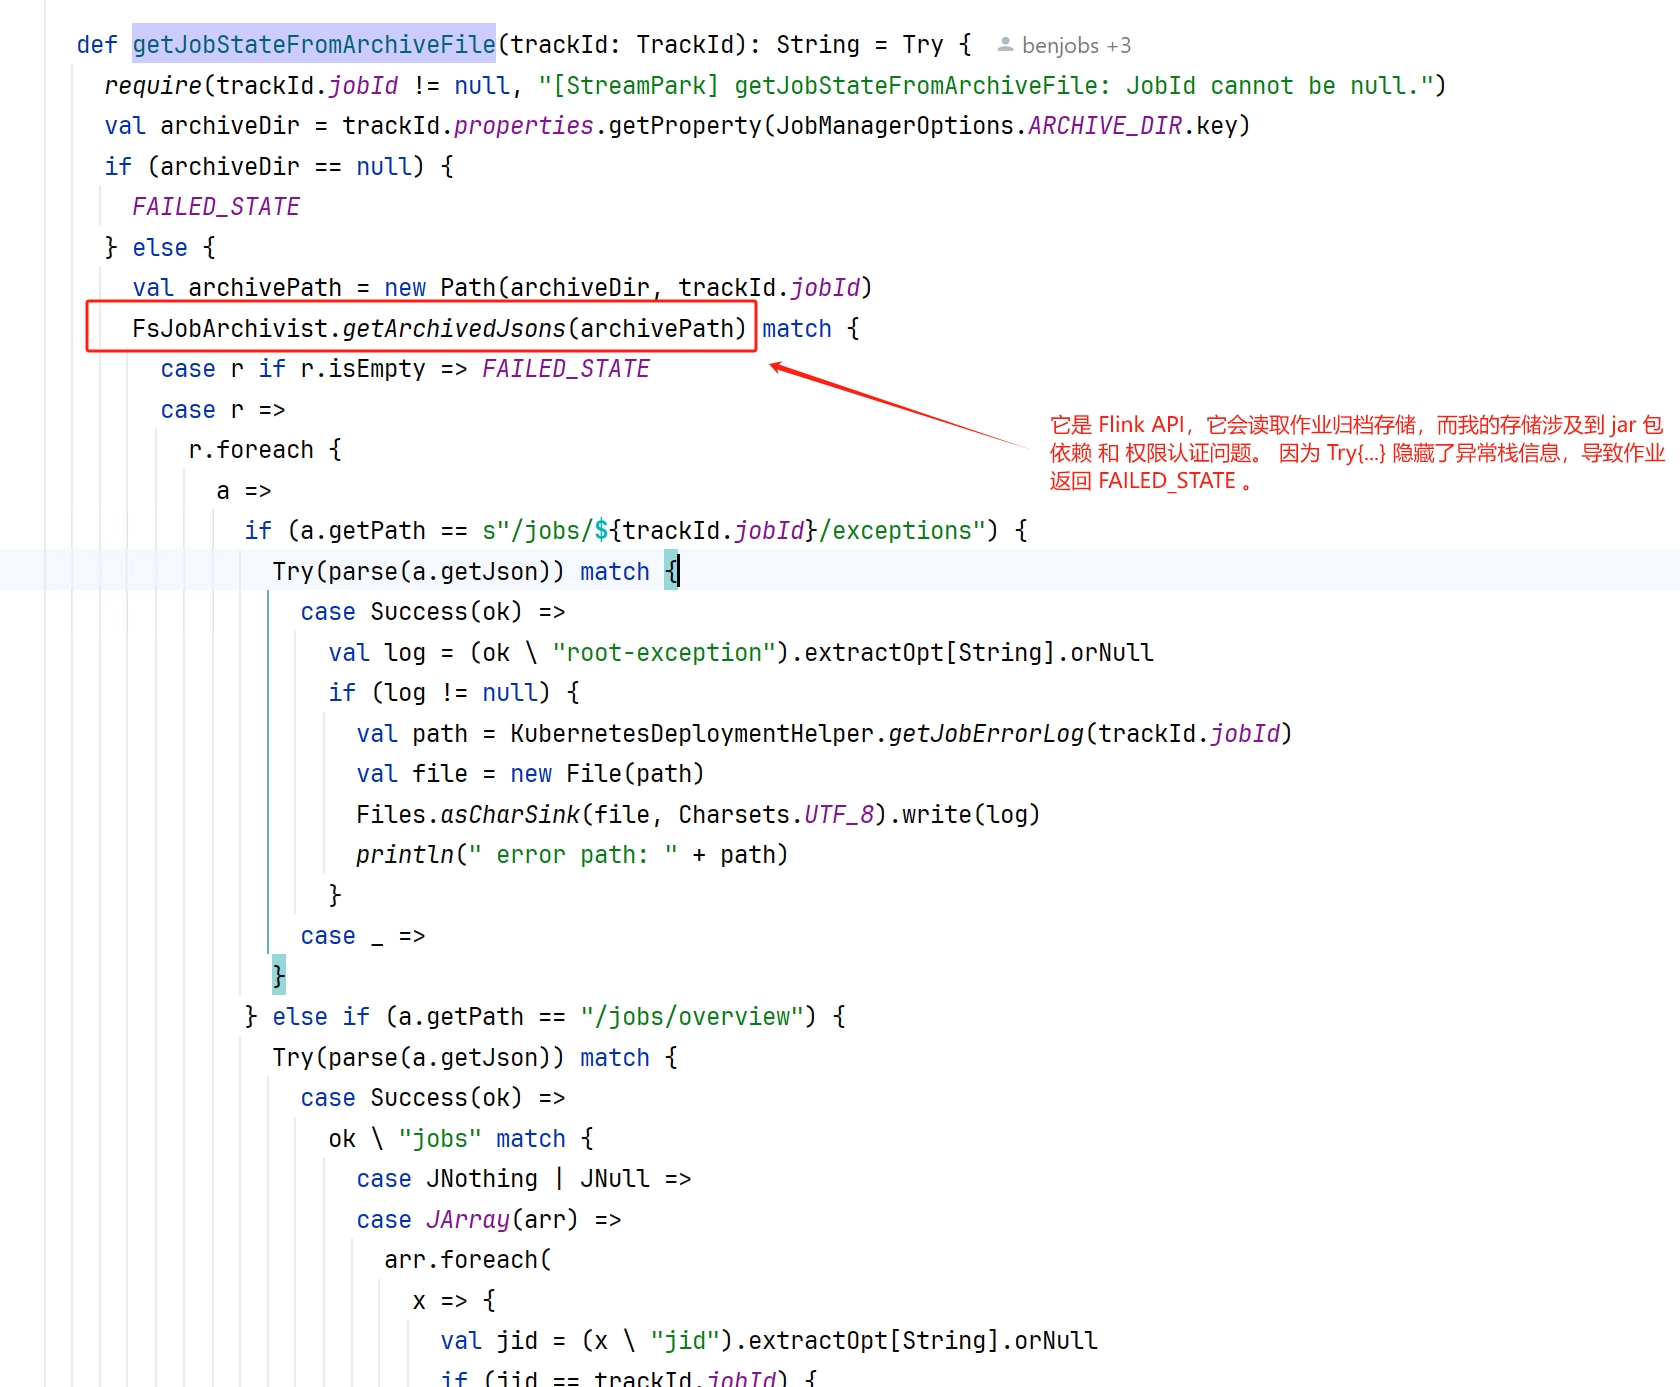 def getJobStateFromArchiveFile(trackId: TrackId): String = Try { benjobs +3
require(trackId.jobId != null, "[StreamPark] getJobStateFromArchiveFile: JobId cannot be null.")
val archiveDir = trackId.properties.getProperty(JobManagerOptions.ARCHIVE_DIR.key)
if (archiveDir == null) {
FAILED_STATE
} else {
val archivePath = new Path(archiveDir, trackId.jobId)
FsJobArchivist.getArchivedJsons(archivePath) match {
case r if r.isEmpty => FAILED_STATE
case r =>
r.foreach {
a =>
if (a.getPath == s"/jobs/${trackId.jobId}/exceptions") {
Try(parse(a.getJson)) match {
case Success(ok) =>
val log = (ok \ "root-exception").extractOpt[String].orNull
if (log != null) {
val path = KubernetesDeploymentHelper.getJobErrorLog(trackId.jobId)
val file = new File(path)
Files.asCharSink(file, Charsets.UTF_8).write(log)
println(" error path: " + path)
}
case _ =>
}
} else if (a.getPath == "/jobs/overview") {
Try(parse(a.getJson)) match {
case Success(ok) =>
ok \ "jobs" match {
case JNothing | JNull =>
case JArray(arr) =>
arr.foreach(
x => {
val jid = (x \ "jid").extractOpt[String].orNull
if (jid == trackId.jobId) {
它是 Flink API，它会读取作业归档存储，而我的存储涉及到 jar 包
依赖 和 权限认证问题。 因为 Try{...} 隐藏了异常栈信息，导致作业
返回 FAILED_STATE 。